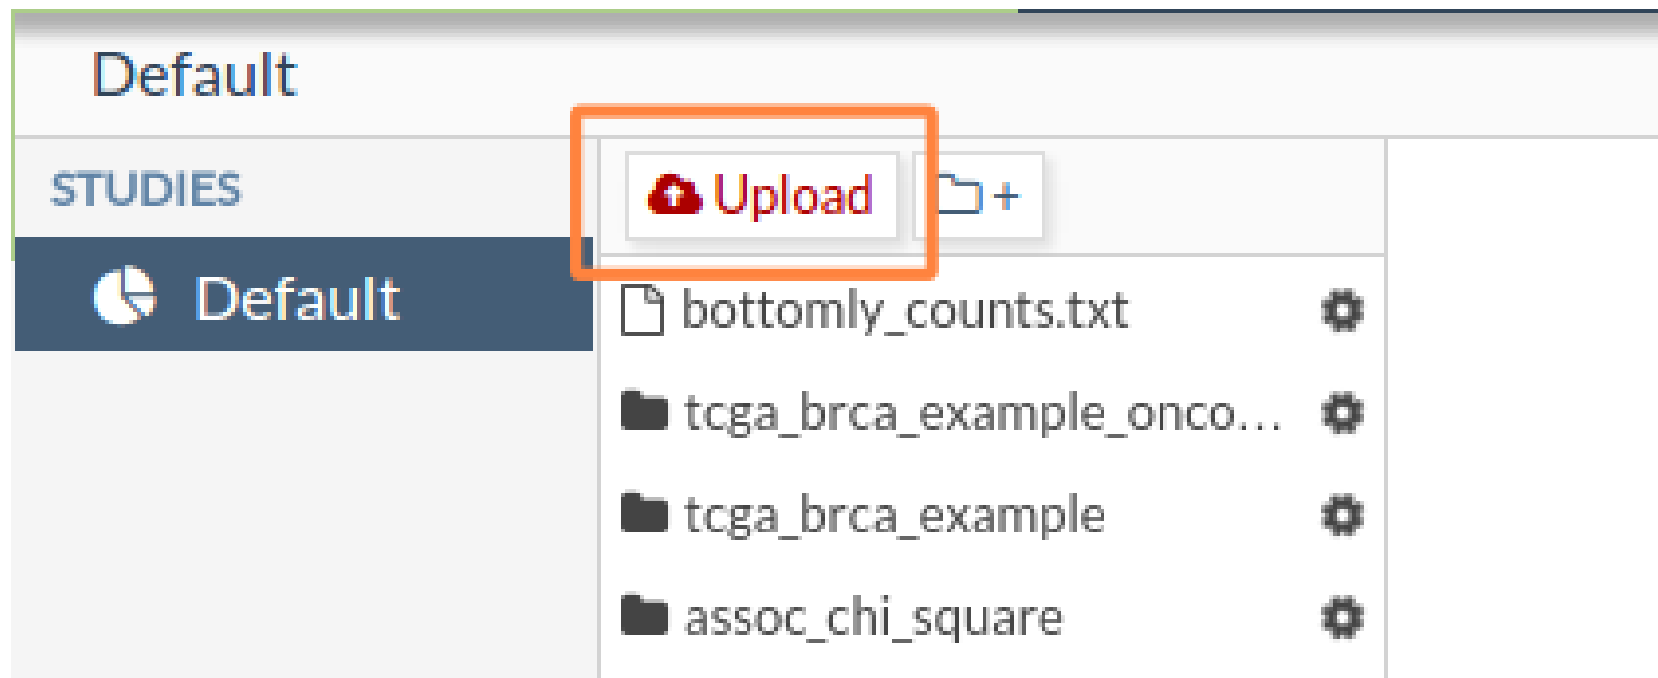 Default
STUDIES
Default
Upload
+
bottomly_counts.txt
tcga_brca_example_onco...
tcga_brca_example
assoc_chi_square